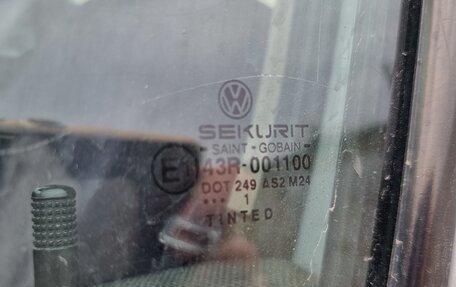 SEKURIT
SAINT - GOBAIN
E1 43R-001100
DOT 249 AS2 M24
... 1
TINTED